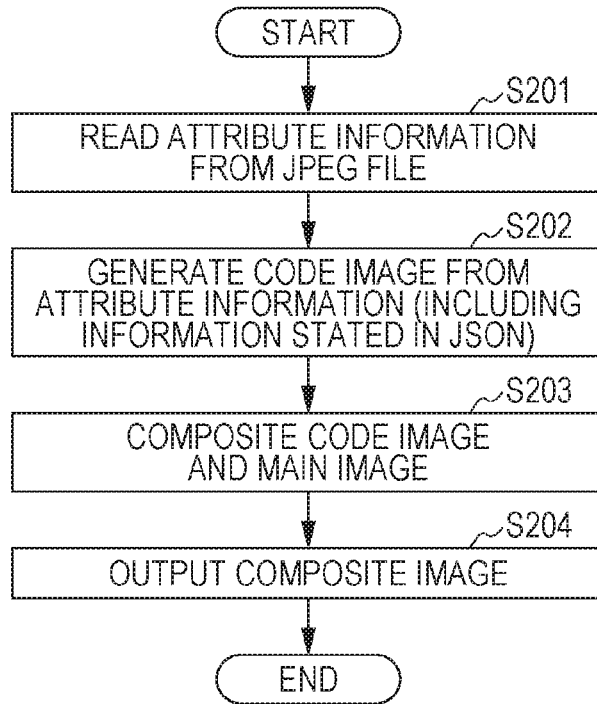 START
S201
READ ATTRIBUTE INFORMATION
FROM JPEG FILE
S202
GENERATE CODE IMAGE FROM
ATTRIBUTE INFORMATION (INCLUDING
INFORMATION STATED IN JSON)
S203
COMPOSITE CODE IMAGE
AND MAIN IMAGE
S204
OUTPUT COMPOSITE IMAGE
END